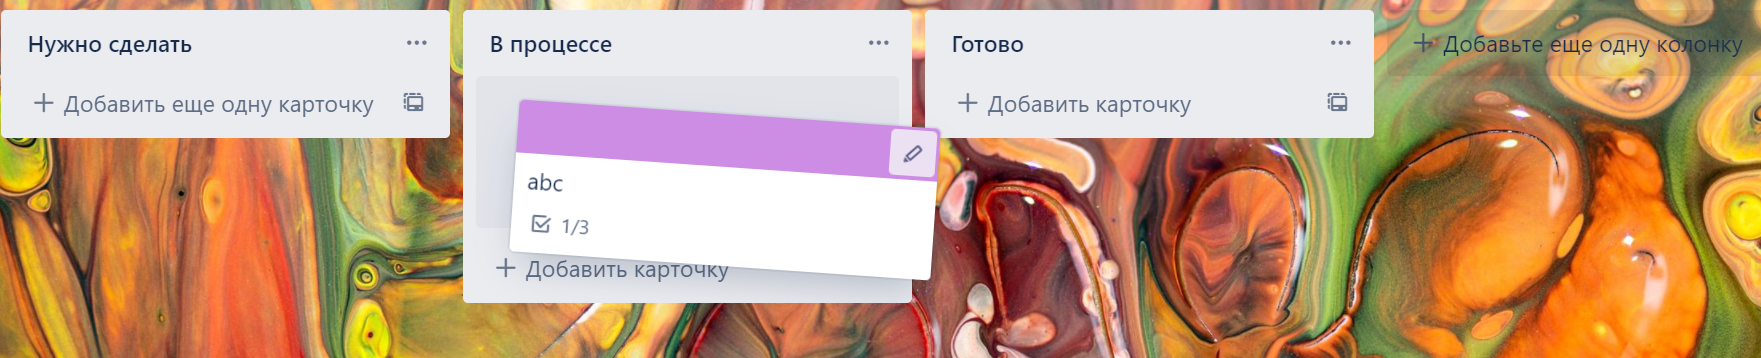 Нужно сделать
Добавить еще одну карточку
В процессе
abc
1/3
Добавить карточку
Готово
Добавить карточку
Добавьте еще одну колонку